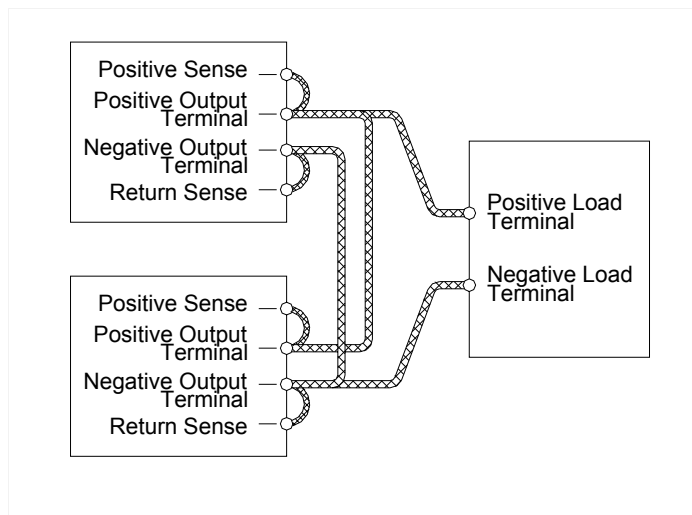 Positive Sense
Positive Output
Terminal
Negative Output
Terminal
Return Sense
Positive Load
Terminal
Negative Load
Terminal
Positive Sense
Positive Output
Terminal
Negative Output
Terminal
Return Sense